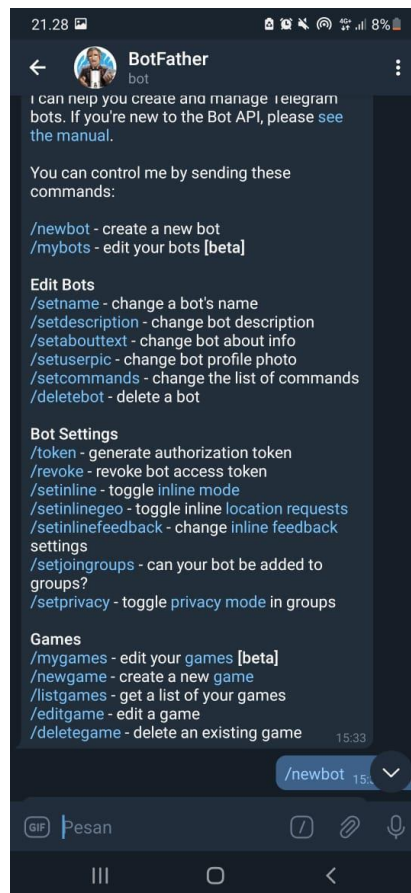 21.28
4G+
8%
BotFather
bot
I can help you create and manage Telegram
bots. If you're new to the Bot API, please see
the manual.
You can control me by sending these
commands:
/newbot - create a new bot
/mybots - edit your bots [beta]
Edit Bots
/setname - change a bot's name
/setdescription - change bot description
/setabouttext - change bot about info
/setuserpic - change bot profile photo
/setcommands - change the list of commands
/deletebot - delete a bot
Bot Settings
/token - generate authorization token
/revoke - revoke bot access token
/setinline - toggle inline mode
/setinlinegeo - toggle inline location requests
/setinlinefeedback - change inline feedback
settings
/setjoingroups - can your bot be added to
groups?
/setprivacy - toggle privacy mode in groups
Games
/mygames - edit your games [beta]
/newgame - create a new game
/listgames - get a list of your games
/editgame - edit a game
/deletegame - delete an existing game 15:33
/newbot
GIF Pesan